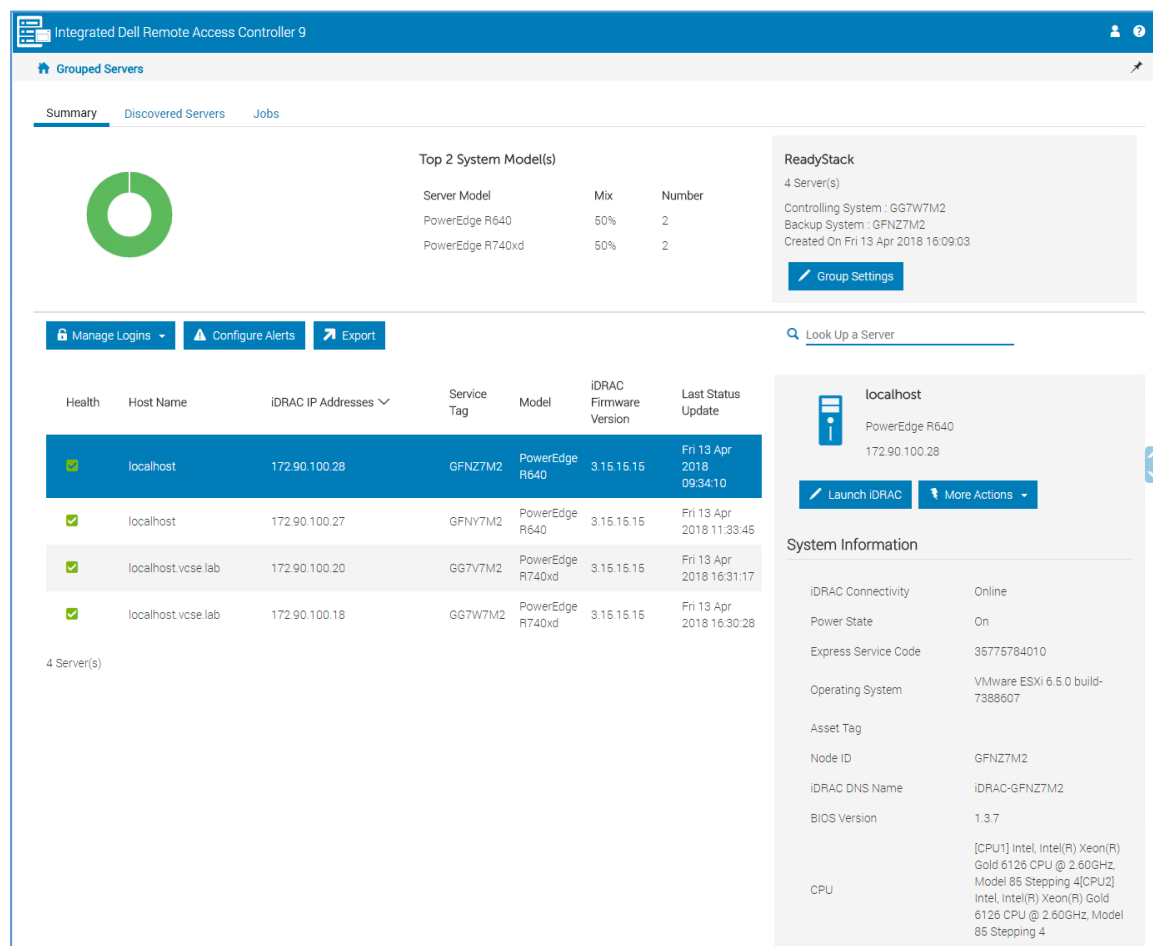 Integrated Dell Remote Access Controller 9
Grouped Servers
Summary Discovered Servers Jobs
Top 2 System Model(s)
Server Model Mix Number
PowerEdge R640 50% 2
PowerEdge R740xd 50% 2
ReadyStack
4 Server(s)
Controlling System : GG7W7M2
Backup System : GFNZ7M2
Created On Fri 13 Apr 2018 16:09:03
Group Settings
Manage Logins Configure Alerts Export
Look Up a Server
Health Host Name iDRAC IP Addresses Service Tag Model iDRAC Firmware Version Last Status Update
localhost 172.90.100.28 GFNZ7M2 PowerEdge R640 3.15.15.15 Fri 13 Apr 2018 09:34:10
localhost 172.90.100.27 GFNY7M2 PowerEdge R640 3.15.15.15 Fri 13 Apr 2018 11:33:45
localhost.vcse.lab 172.90.100.20 GG7V7M2 PowerEdge R740xd 3.15.15.15 Fri 13 Apr 2018 16:31:17
localhost.vcse.lab 172.90.100.18 GG7W7M2 PowerEdge R740xd 3.15.15.15 Fri 13 Apr 2018 16:30:28
4 Server(s)
localhost
PowerEdge R640
172.90.100.28
Launch iDRAC More Actions
System Information
iDRAC Connectivity Online
Power State On
Express Service Code 35775784010
Operating System VMware ESXi 6.5.0 build-
7388607
Asset Tag
Node ID GFNZ7M2
iDRAC DNS Name iDRAC-GFNZ7M2
BIOS Version 1.3.7
CPU
[CPU1] Intel, Intel(R) Xeon(R)
Gold 6126 CPU @ 2.60GHz,
Model 85 Stepping 4[CPU2]
Intel, Intel(R) Xeon(R) Gold
6126 CPU @ 2.60GHz, Model
85 Stepping 4